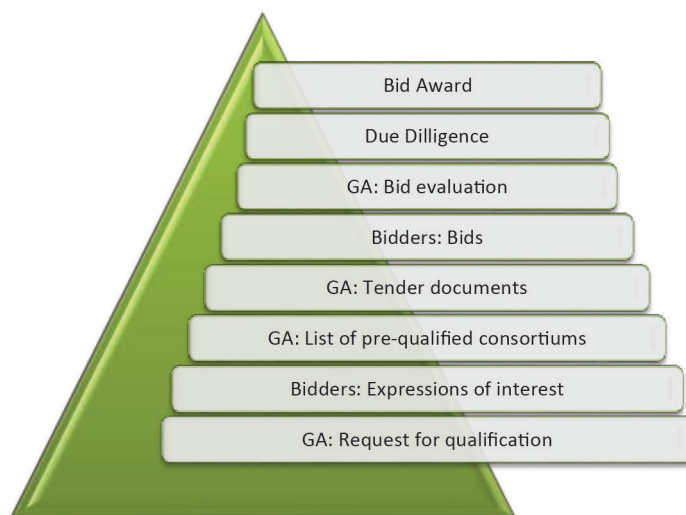 Bid Award
Due Dilligence
GA: Bid evaluation
Bidders: Bids
GA: Tender documents
GA: List of pre-qualified consortiums
Bidders: Expressions of interest
GA: Request for qualification